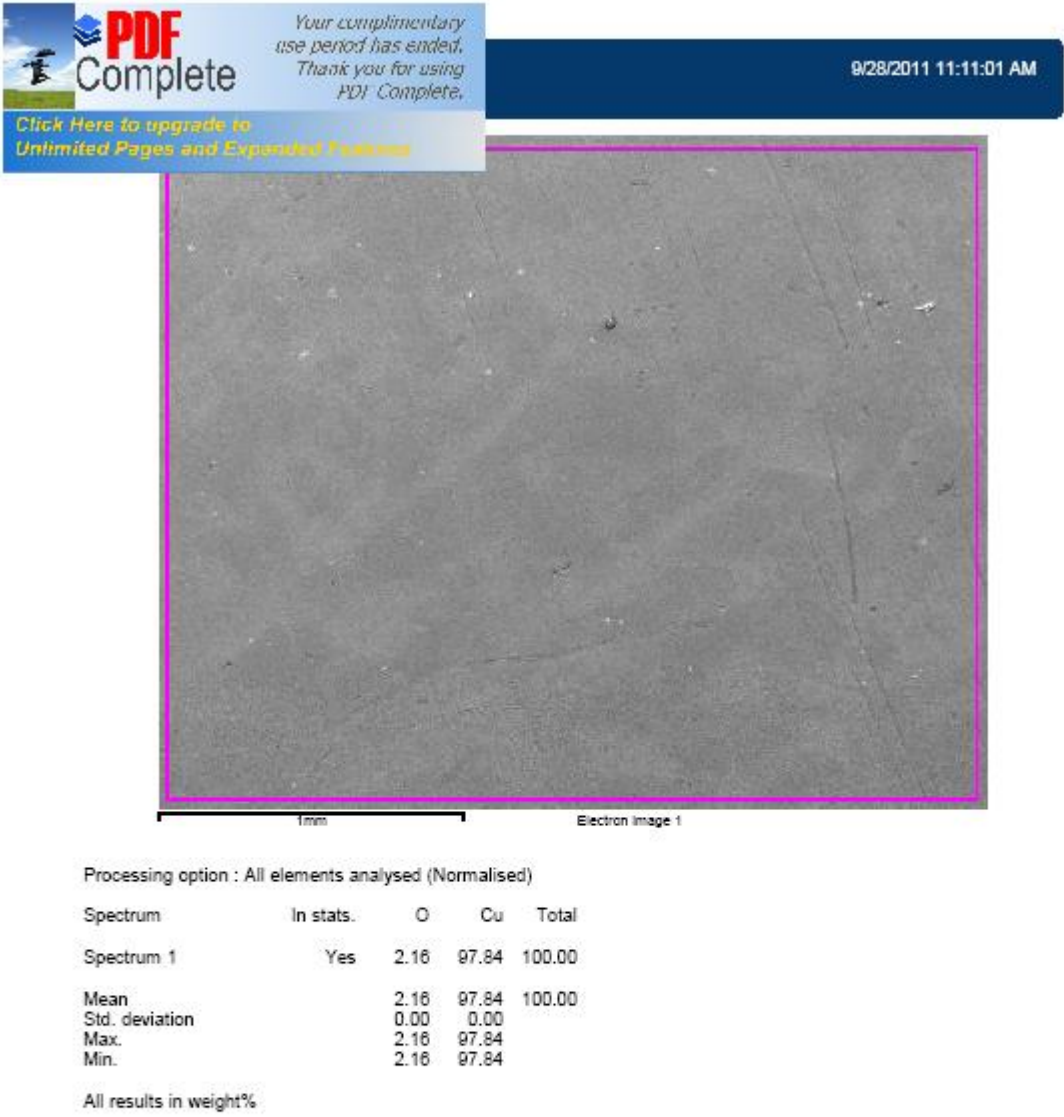 PDF
Complete
Your complimentary
use period has ended.
Thank you for using
PDF Complete.
Click Here to upgrade to
Unlimited Pages and Expanded Features
9/28/2011 11:11:01 AM
1mm
Electron Image 1
Processing option : All elements analysed (Normalised)
Spectrum In stats. O Cu Total
Spectrum 1 Yes 2.16 97.84 100.00
Mean 2.16 97.84 100.00
Std. deviation 0.00 0.00
Max. 2.16 97.84
Min. 2.16 97.84
All results in weight%